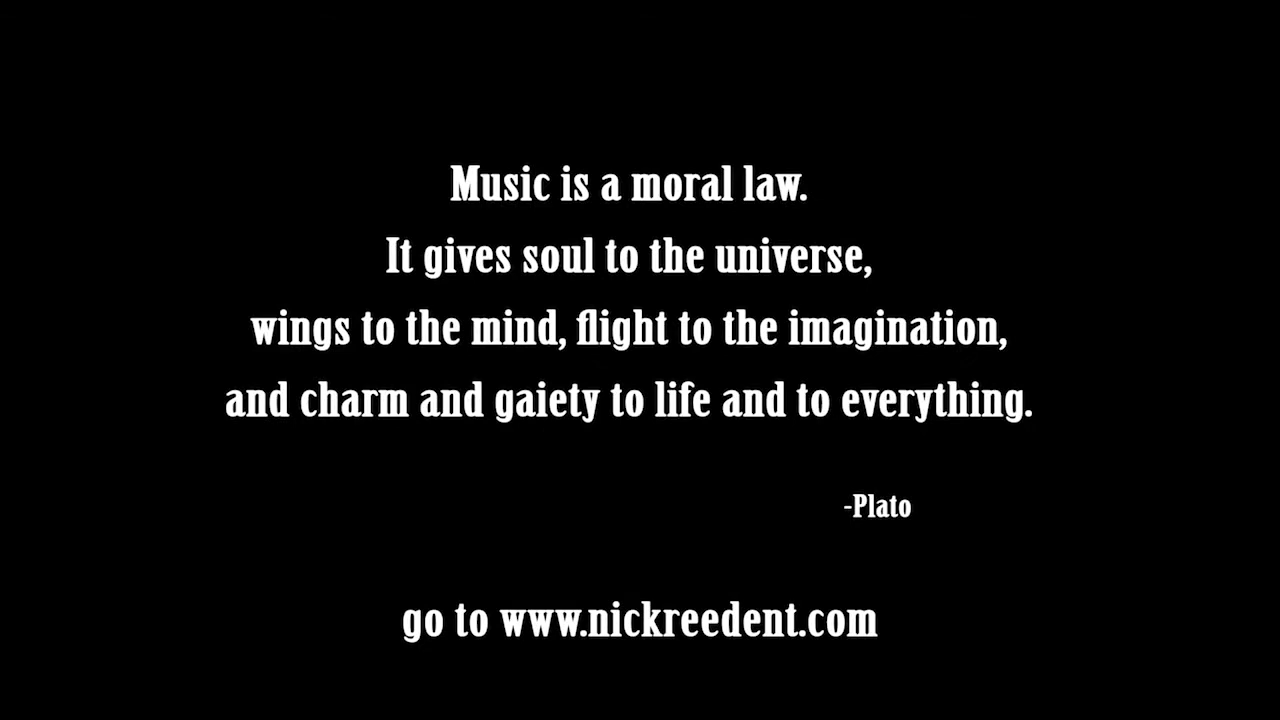 Music is a moral law.
It gives soul to the universe,
wings to the mind, flight to the imagination,
and charm and gaiety to life and to everything.
-Plato
go to www.nickreedent.com